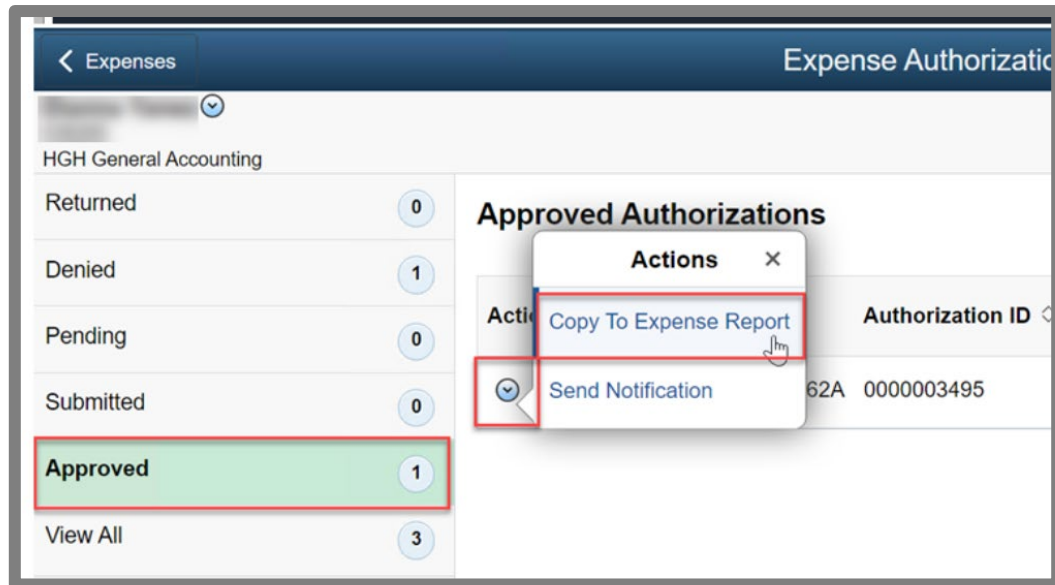 Expenses
Expense Authorizatio
HGH General Accounting
Returned 0
Denied 1
Pending 0
Submitted 0
Approved 1
View All 3
Approved Authorizations
Actions ×
Actio
Authorization ID
Copy To Expense Report
Send Notification
62A 0000003495